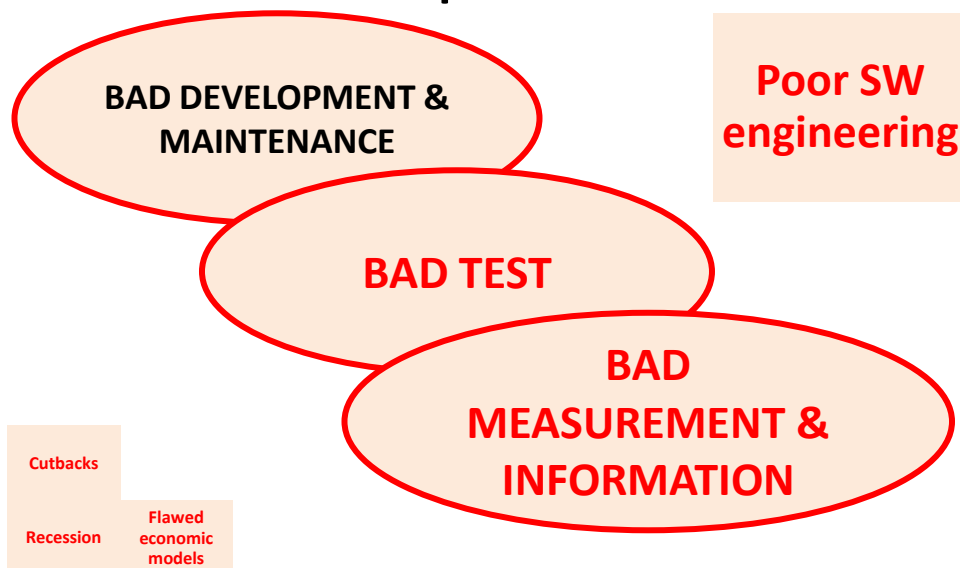 BAD DEVELOPMENT &
MAINTENANCE
Poor SW
engineering
BAD TEST
BAD
MEASUREMENT &
INFORMATION
Cutbacks
Recession
Flawed
economic
models